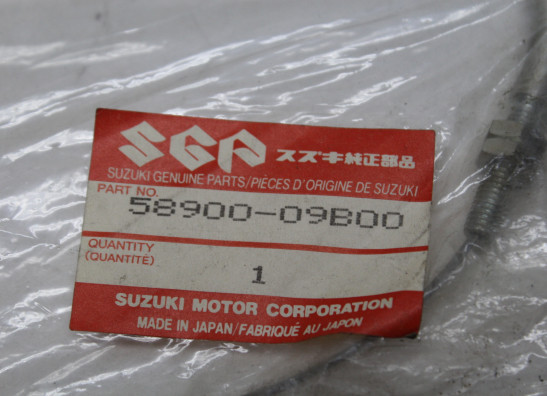 SGP スズキ純正部品
SUZUKI GENUINE PARTS/PIÈCES D'ORIGINE DE SUZUKI
PART NO.
58900-09B00
QUANTITY
(QUANTITÉ)
1
SUZUKI MOTOR CORPORATION
MADE IN JAPAN/FABRIQUÉ AU JAPON